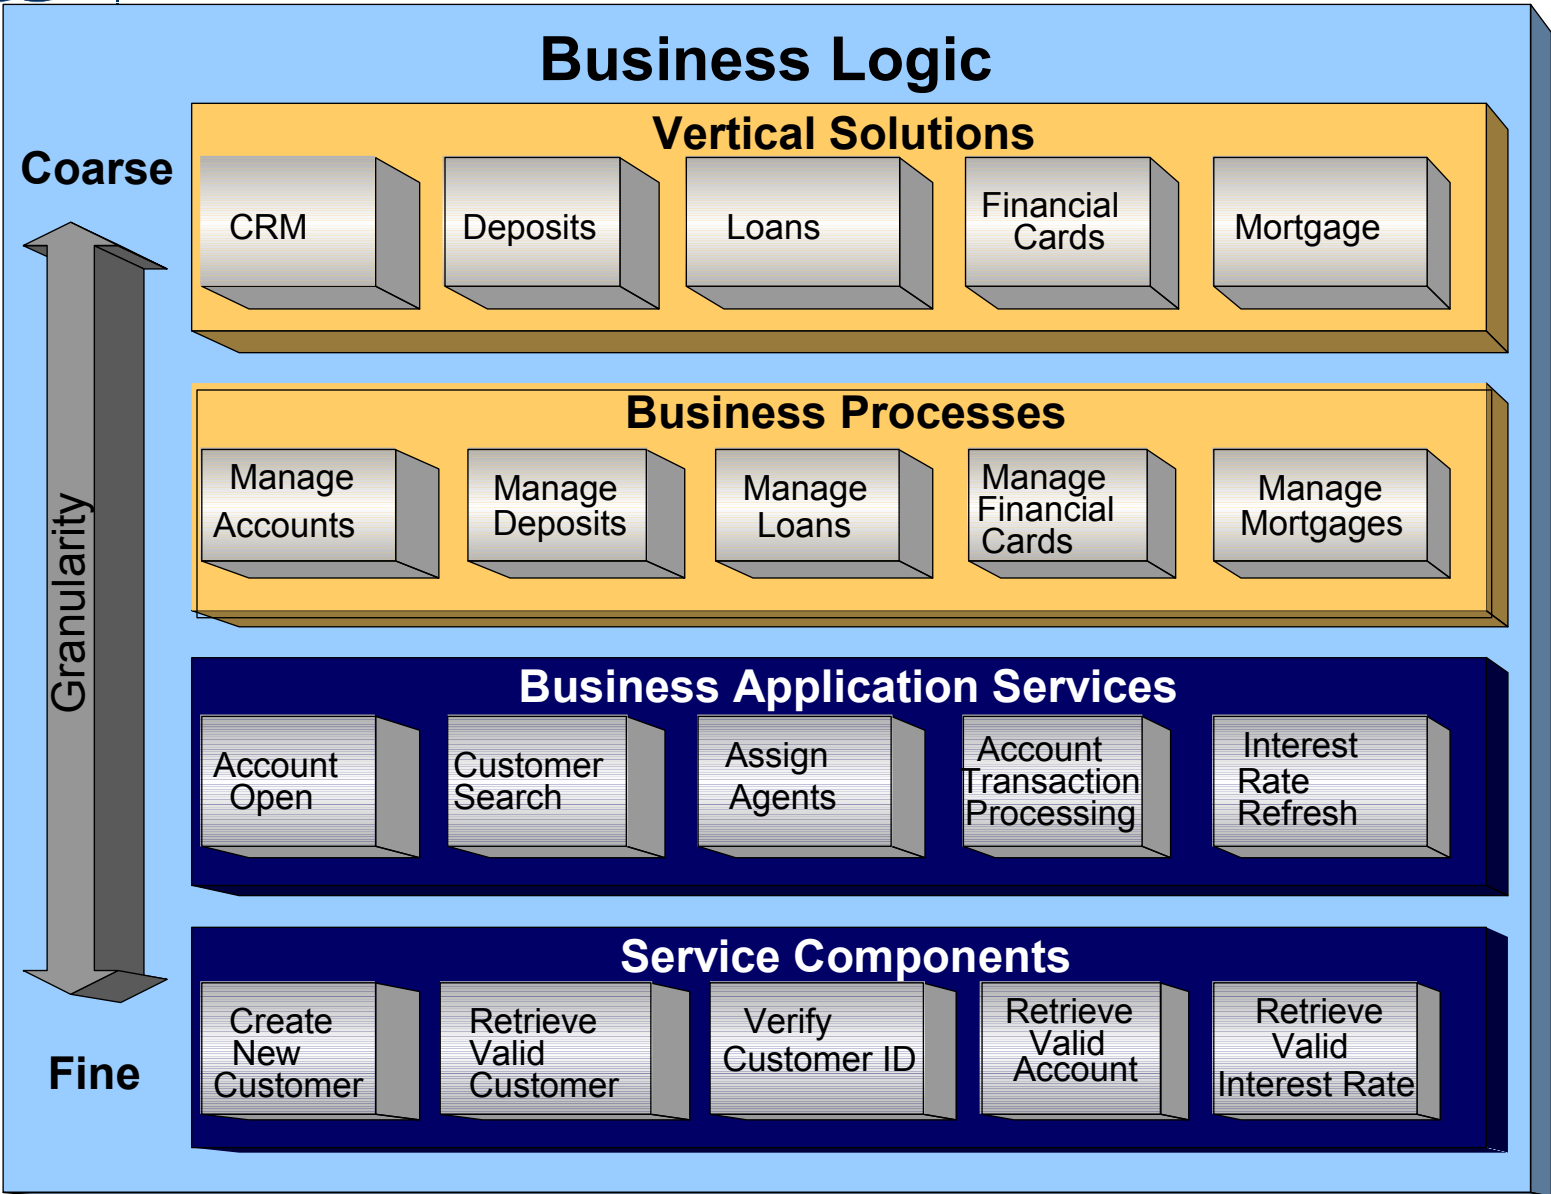 Business Logic
Coarse
Granularity
Fine
Vertical Solutions
CRM
Deposits
Loans
Financial
Cards
Mortgage
Business Processes
Manage
Accounts
Manage
Deposits
Manage
Loans
Manage
Financial
Cards
Manage
Mortgages
Business Application Services
Account
Open
Customer
Search
Assign
Agents
Account
Transaction
Processing
Interest
Rate
Refresh
Service Components
Create
New
Customer
Retrieve
Valid
Customer
Verify
Customer ID
Retrieve
Valid
Account
Retrieve
Valid
Interest Rate